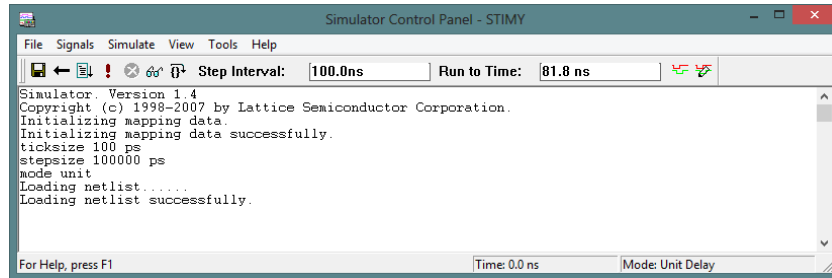 Simulator Control Panel - STIMY
File Signals Simulate View Tools Help
Step Interval: 100.0ns Run to Time: 81.8 ns
Simulator. Version 1.4
Copyright (c) 1998-2007 by Lattice Semiconductor Corporation.
Initializing mapping data.
Initializing mapping data successfully.
ticksize 100 ps
stepsize 100000 ps
mode unit
Loading netlist......
Loading netlist successfully.
For Help, press F1 Time: 0.0 ns Mode: Unit Delay